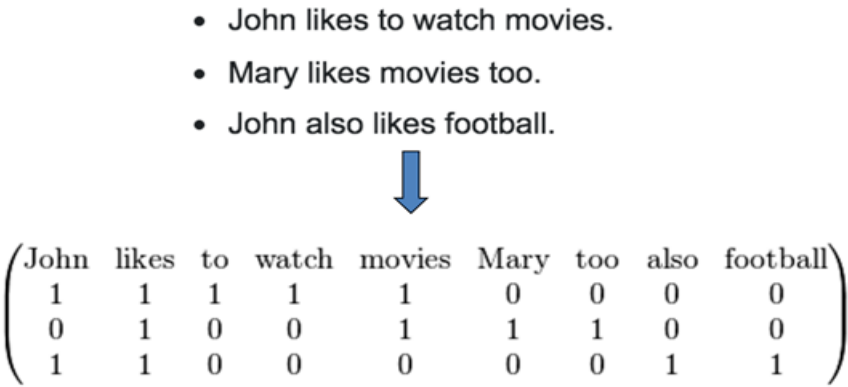 • John likes to watch movies.
• Mary likes movies too.
• John also likes football.
John likes to watch movies Mary too also football
1 1 1 1 1 0 0 0 0
0 1 0 0 1 1 1 0 0
1 1 0 0 0 0 0 1 1